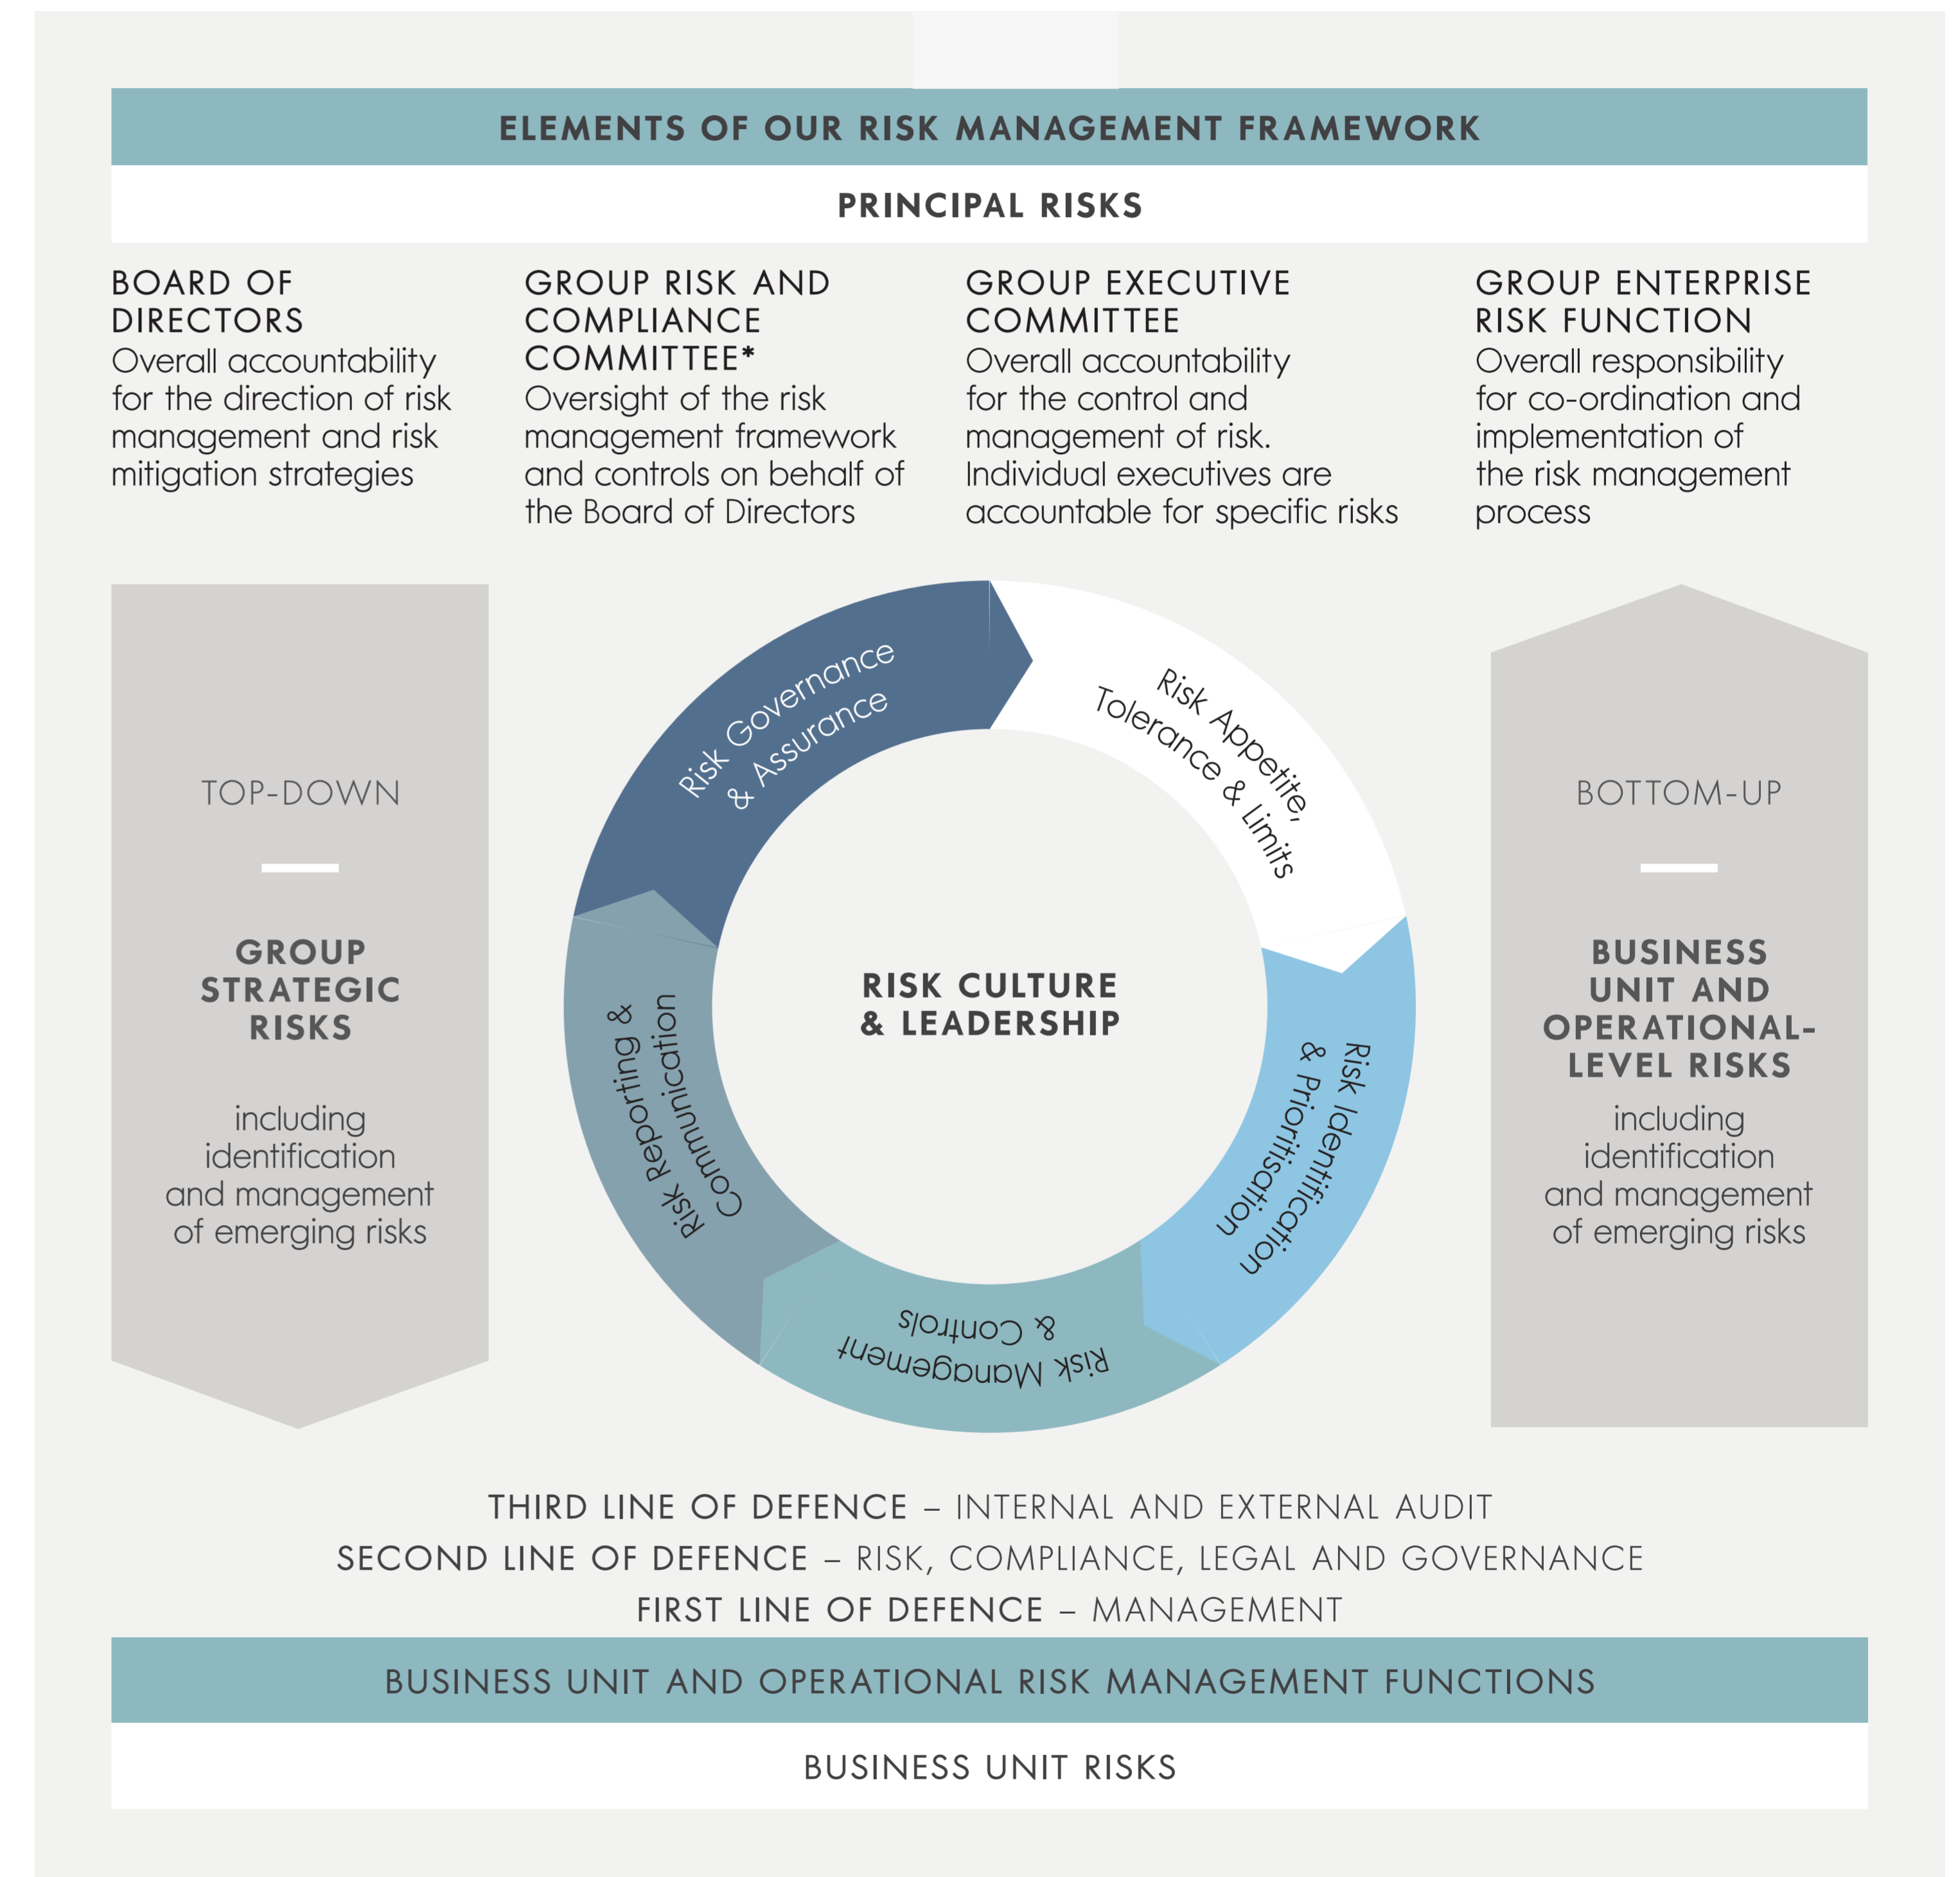 ELEMENTS OF OUR RISK MANAGEMENT FRAMEWORK
PRINCIPAL RISKS
BOARD OF
DIRECTORS
Overall accountability
for the direction of risk
management and risk
mitigation strategies
GROUP RISK AND
COMPLIANCE
COMMITTEE*
Oversight of the risk
management framework
and controls on behalf of
the Board of Directors
GROUP EXECUTIVE
COMMITTEE
Overall accountability
for the control and
management of risk.
Individual executives are
accountable for specific risks
GROUP ENTERPRISE
RISK FUNCTION
Overall responsibility
for co-ordination and
implementation of
the risk management
process
TOP-DOWN
GROUP
STRATEGIC
RISKS
including
identification
and management
of emerging risks
Risk Governance
& Assurance
Risk Appetite,
Tolerance & Limits
Risk Identification
& Prioritisation
Risk Management
& Controls
Risk Reporting &
Communication
RISK CULTURE
& LEADERSHIP
BOTTOM-UP
BUSINESS
UNIT AND
OPERATIONAL-
LEVEL RISKS
including
identification
and management
of emerging risks
THIRD LINE OF DEFENCE – INTERNAL AND EXTERNAL AUDIT
SECOND LINE OF DEFENCE – RISK, COMPLIANCE, LEGAL AND GOVERNANCE
FIRST LINE OF DEFENCE – MANAGEMENT
BUSINESS UNIT AND OPERATIONAL RISK MANAGEMENT FUNCTIONS
BUSINESS UNIT RISKS